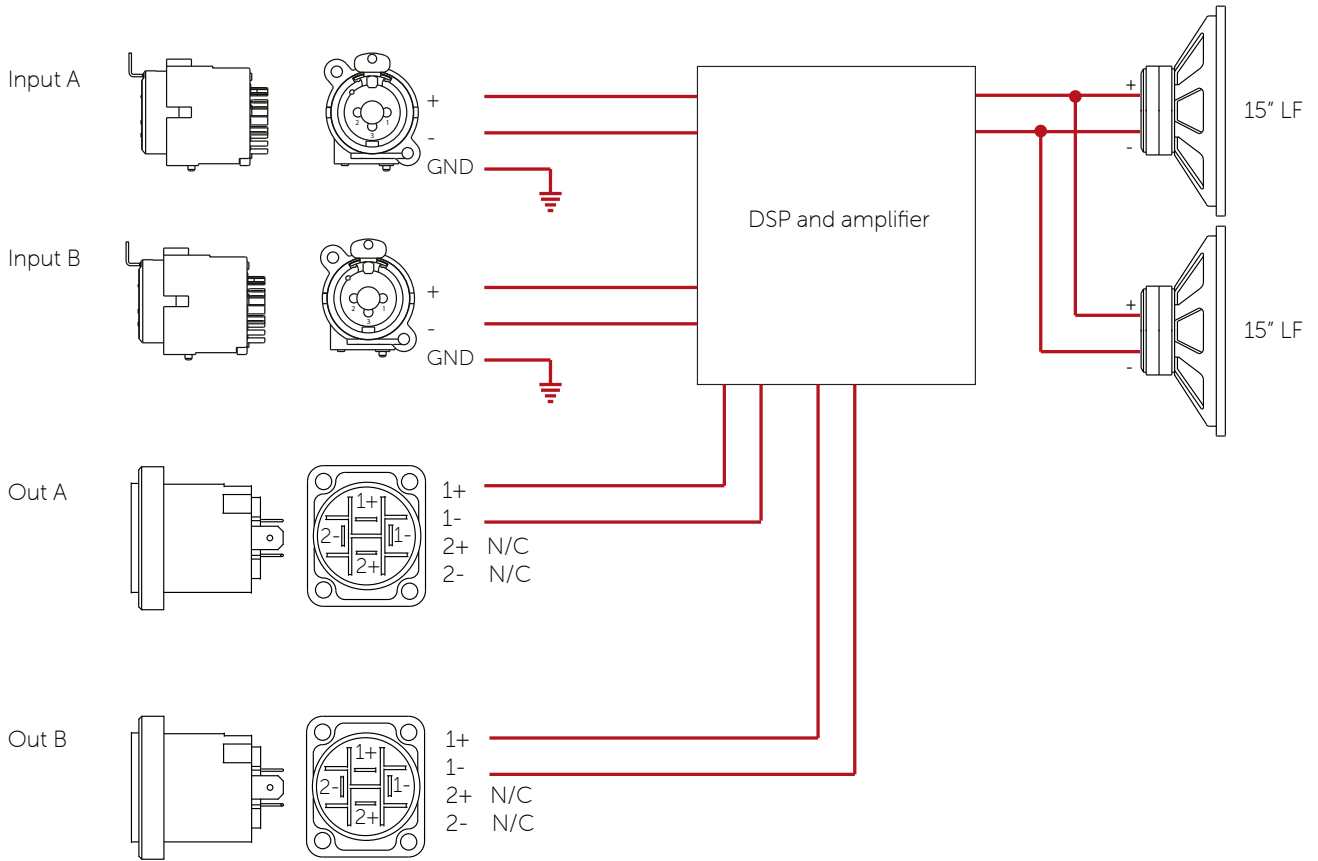 Input A
2 1
3
+
-
GND
DSP and amplifier
+
-
15” LF
Input B
2 1
3
+
-
GND
+
-
15” LF
Out A
1+
2- 1-
2+
1+
1-
2+ N/C
2- N/C
Out B
1+
2- 1-
2+
1+
1-
2+ N/C
2- N/C